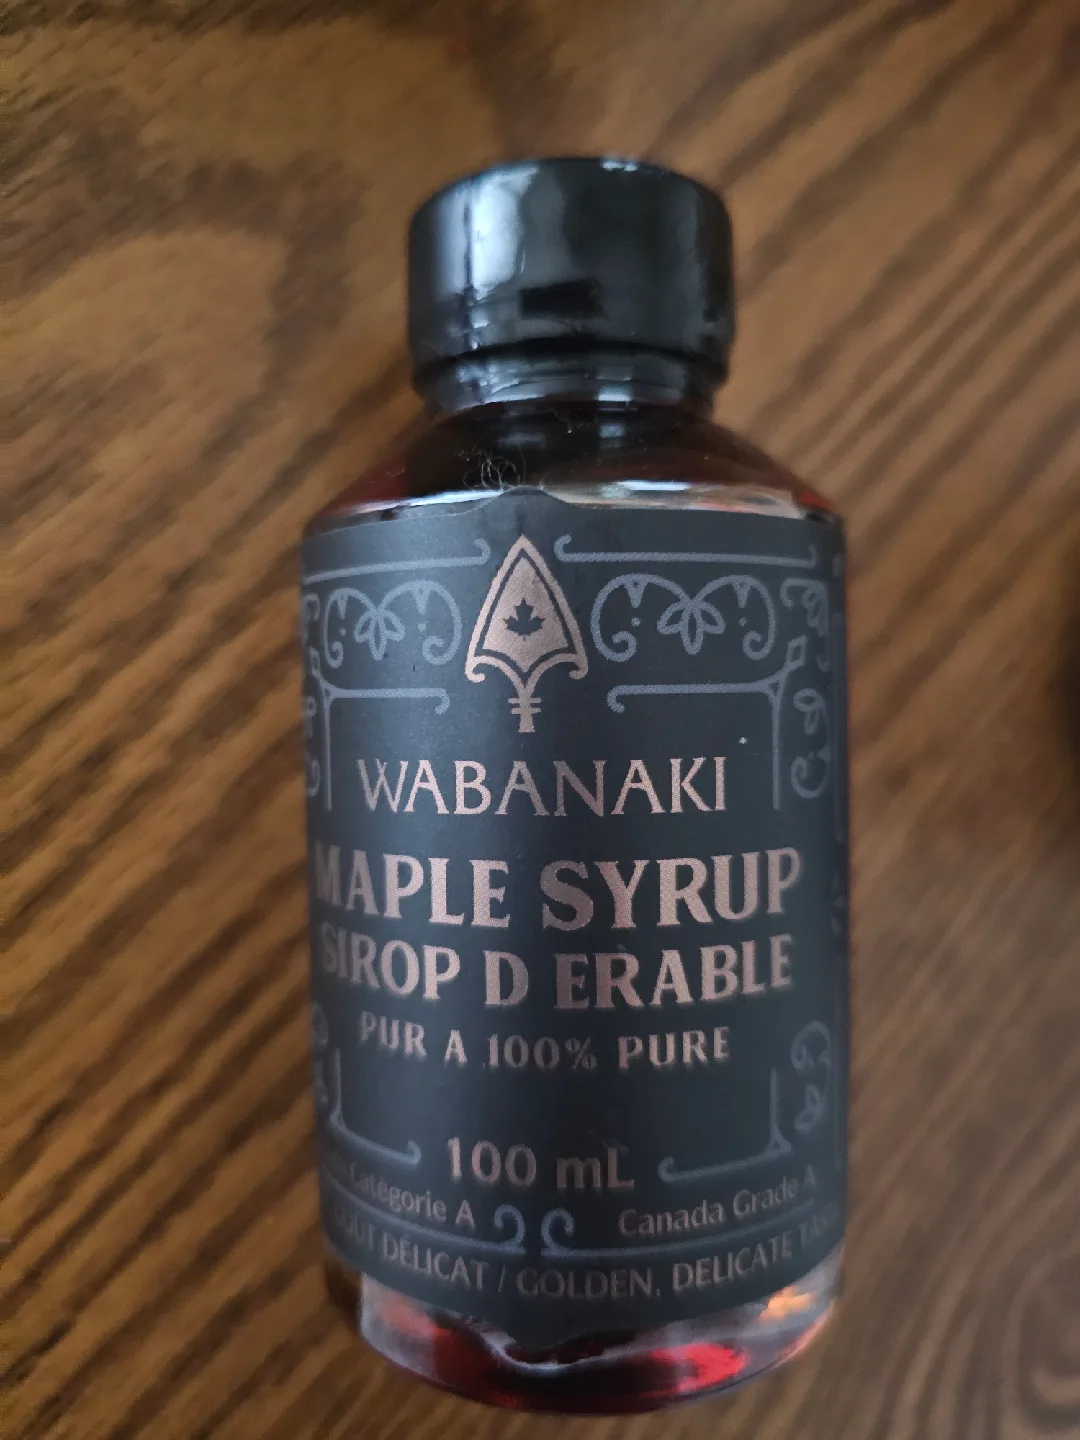 WABANAKI
MAPLE SYRUP
SIROP D ERABLE
PUR A 100% PURE
100 mL
Catégorie A
Canada Grade A
DÉLICAT / GOLDEN, DELICATE